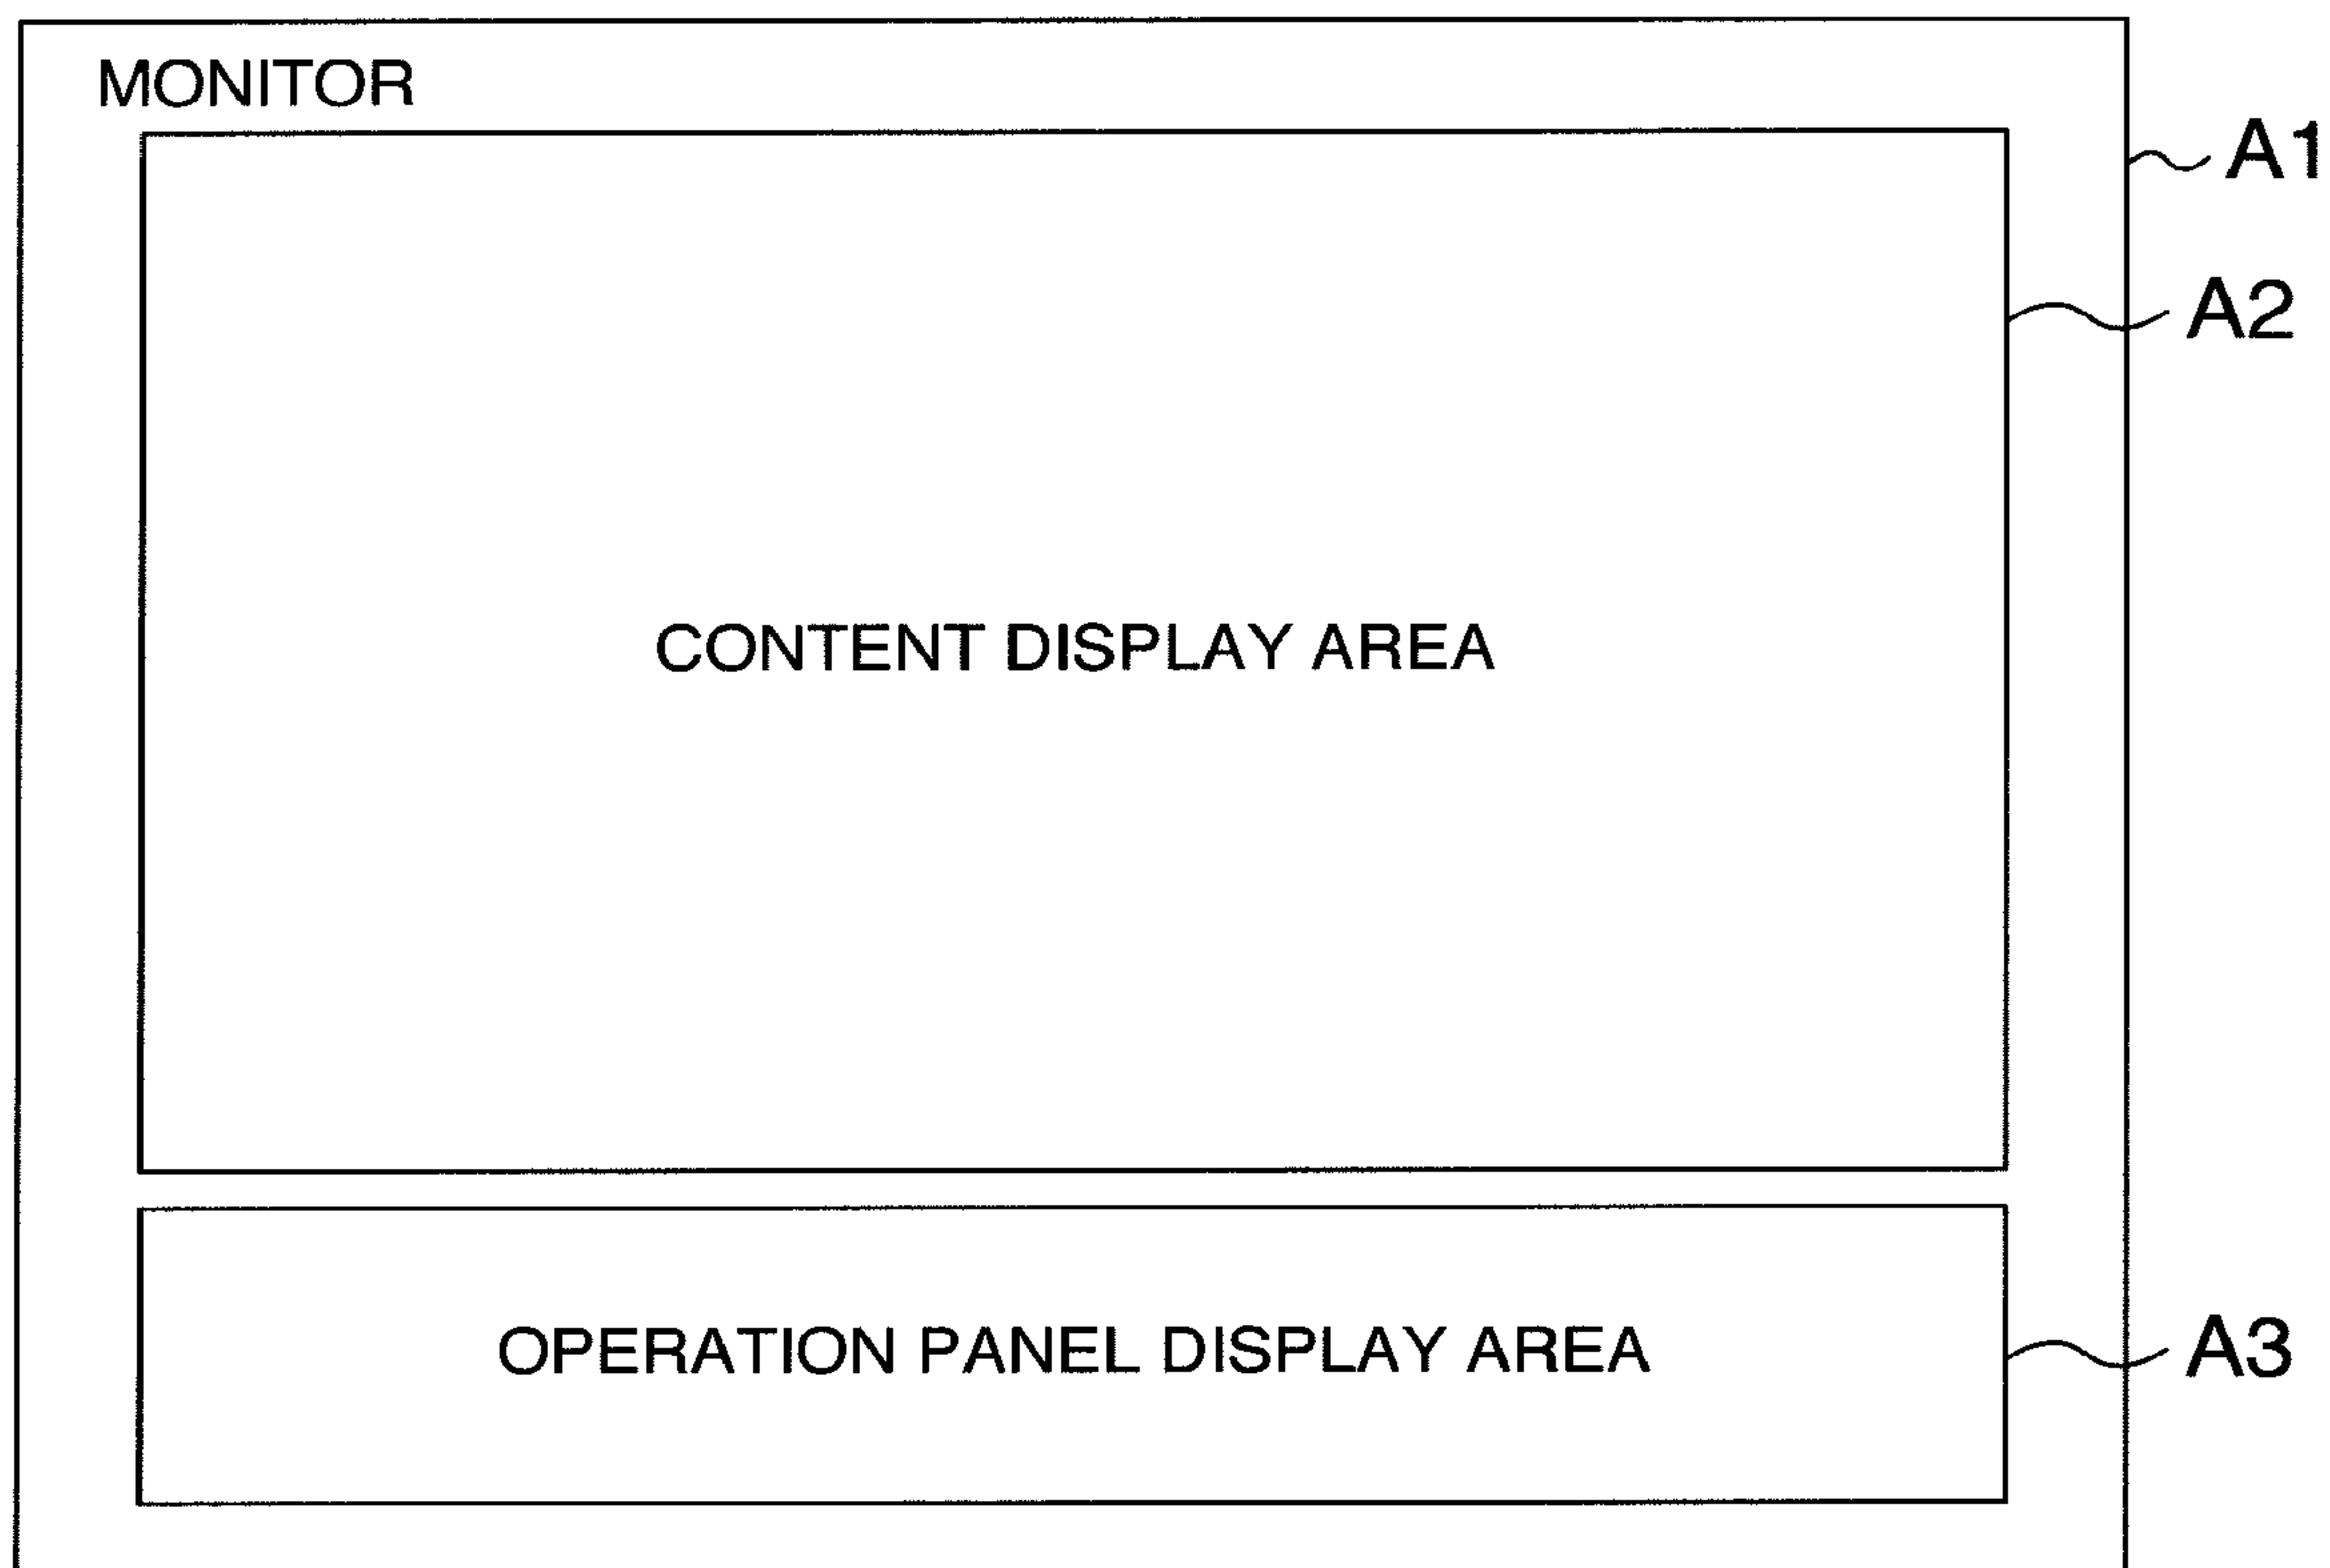 MONITOR
A1
A2
CONTENT DISPLAY AREA
OPERATION PANEL DISPLAY AREA
A3